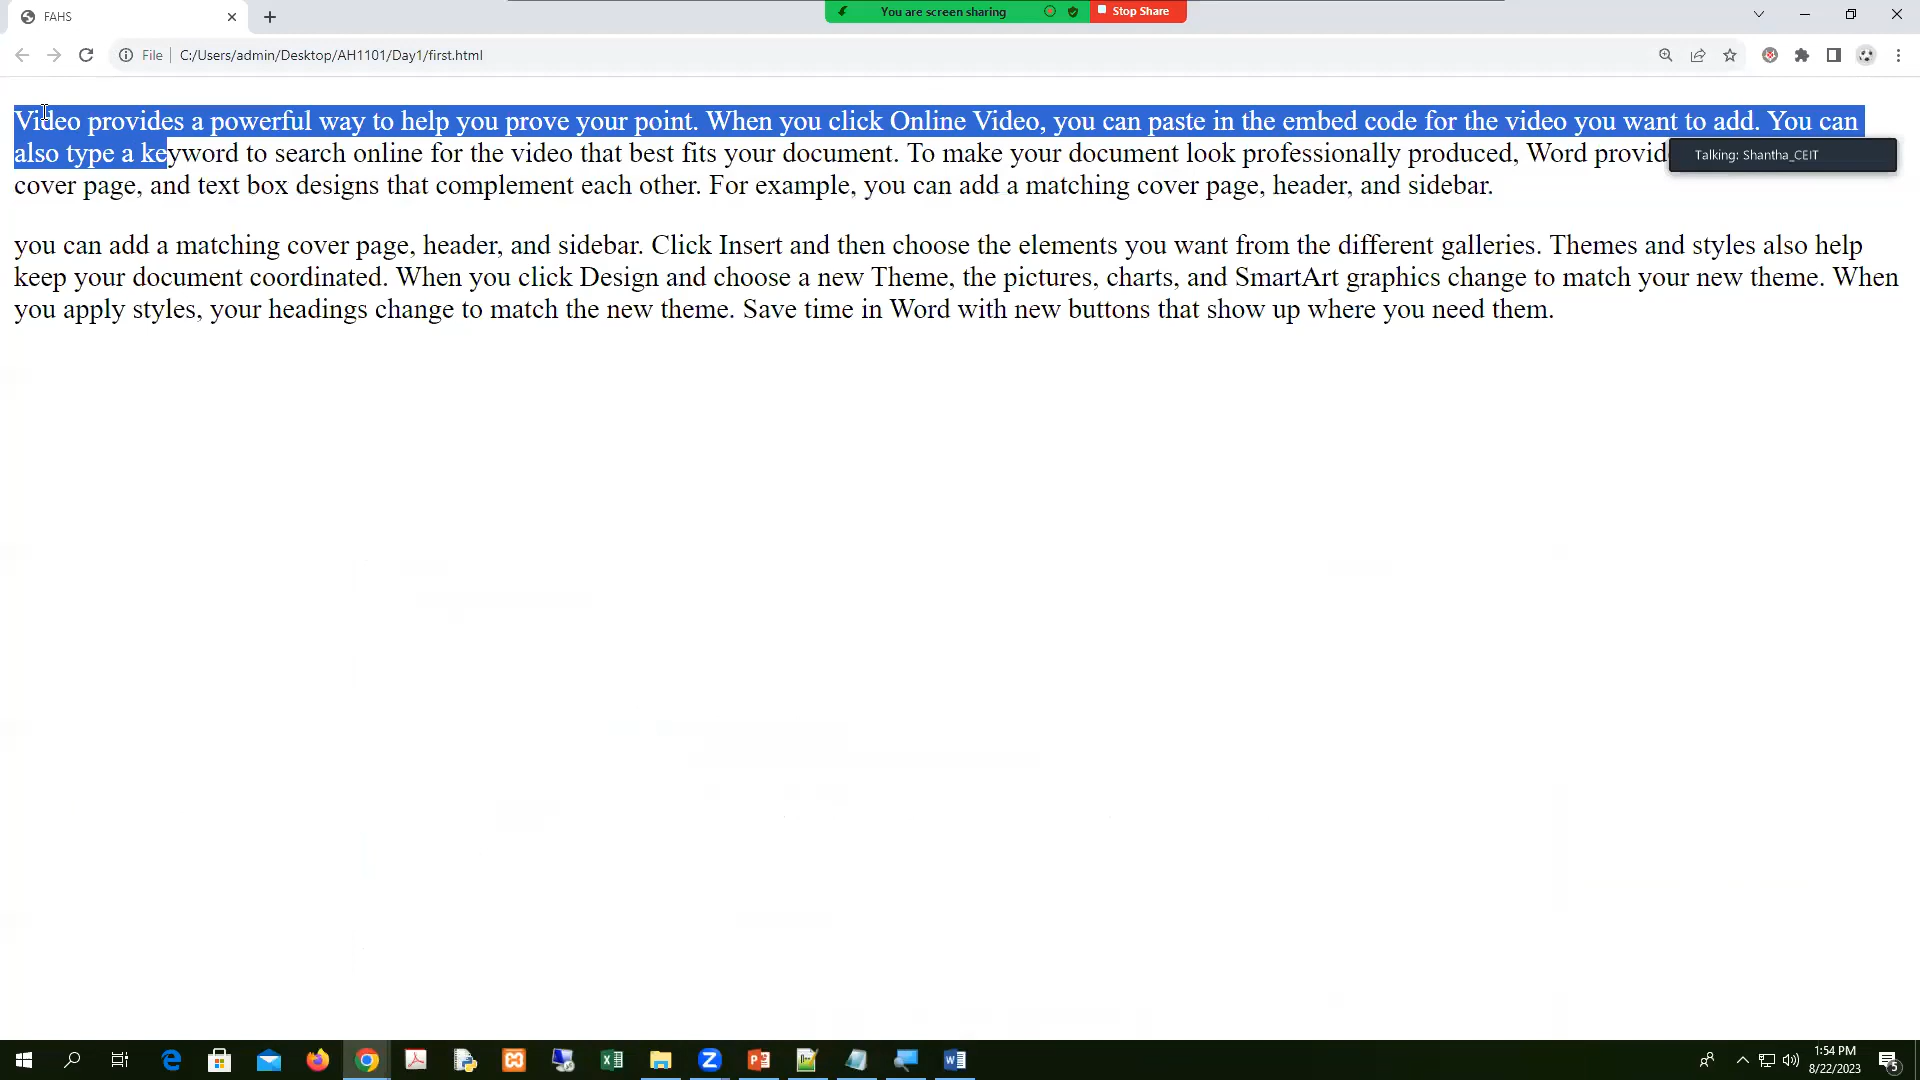 FAHS
You are screen sharing
Stop Share
File
C:/Users/admin/Desktop/AH1101/Day1/first.html
Video provides a powerful way to help you prove your point. When you click Online Video, you can paste in the embed code for the video you want to add. You can
also type a keyword to search online for the video that best fits your document. To make your document look professionally produced, Word
Talking: Shantha_CEIT
cover page, and text box designs that complement each other. For example, you can add a matching cover page, header, and sidebar.
you can add a matching cover page, header, and sidebar. Click Insert and then choose the elements you want from the different galleries. Themes and styles also help
keep your document coordinated. When you click Design and choose a new Theme, the pictures, charts, and SmartArt graphics change to match your new theme. When
you apply styles, your headings change to match the new theme. Save time in Word with new buttons that show up where you need them.
1:54 PM
8/22/2023
5